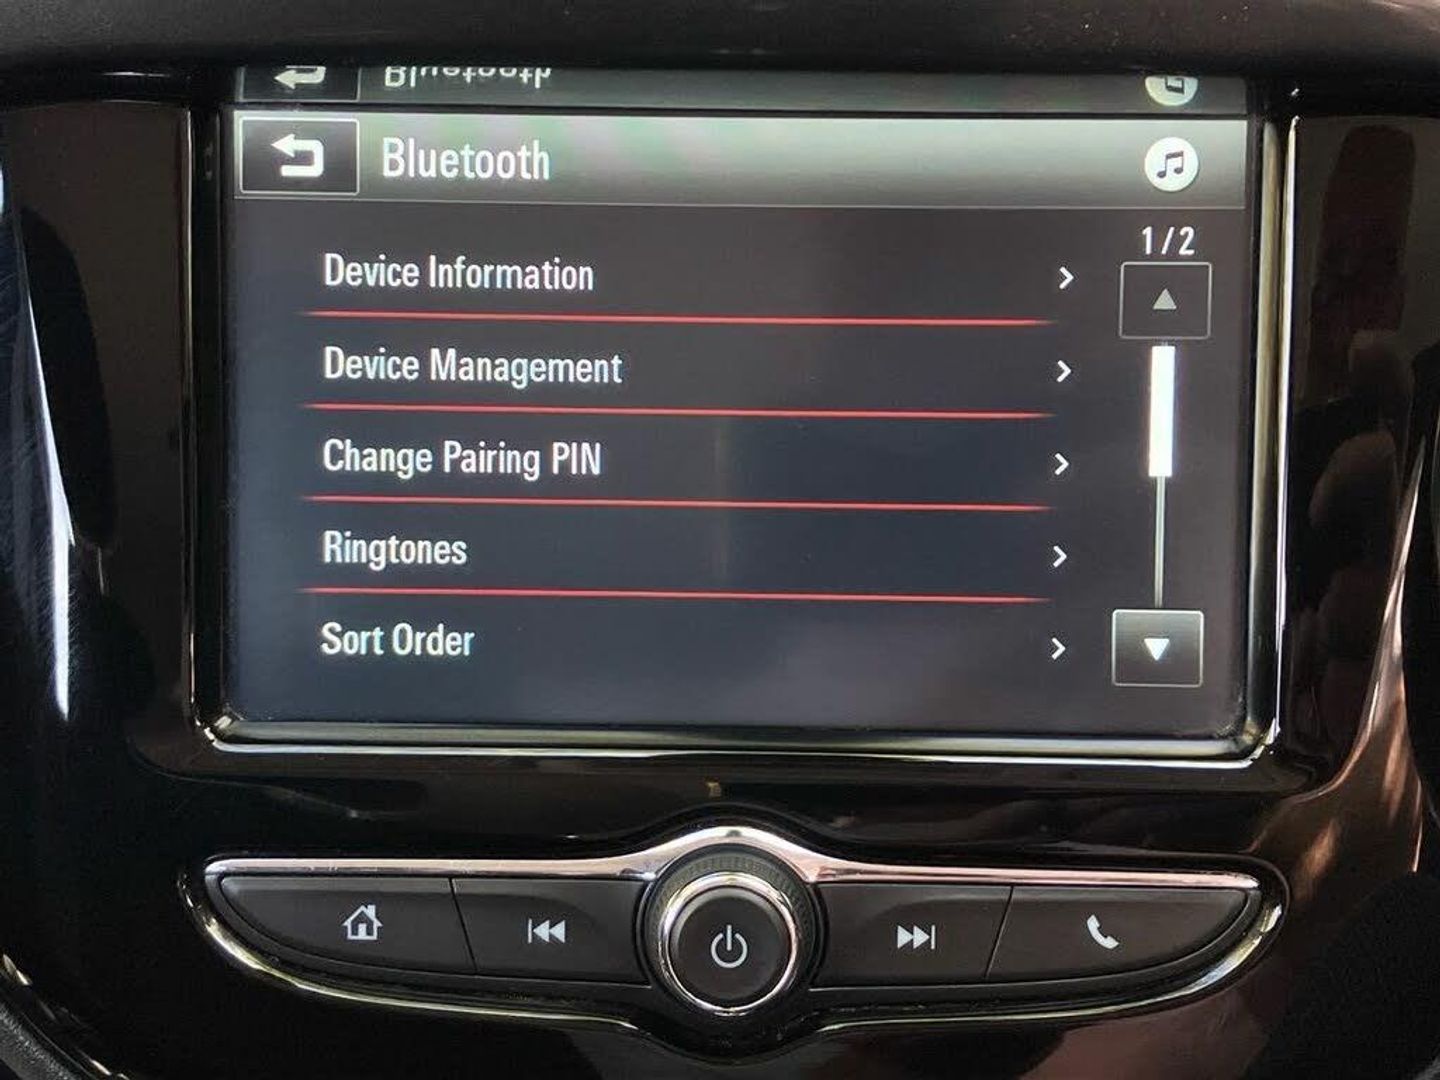 Bluetooth
Bluetooth
1/2
Device Information
Device Management
Change Pairing PIN
Ringtones
Sort Order